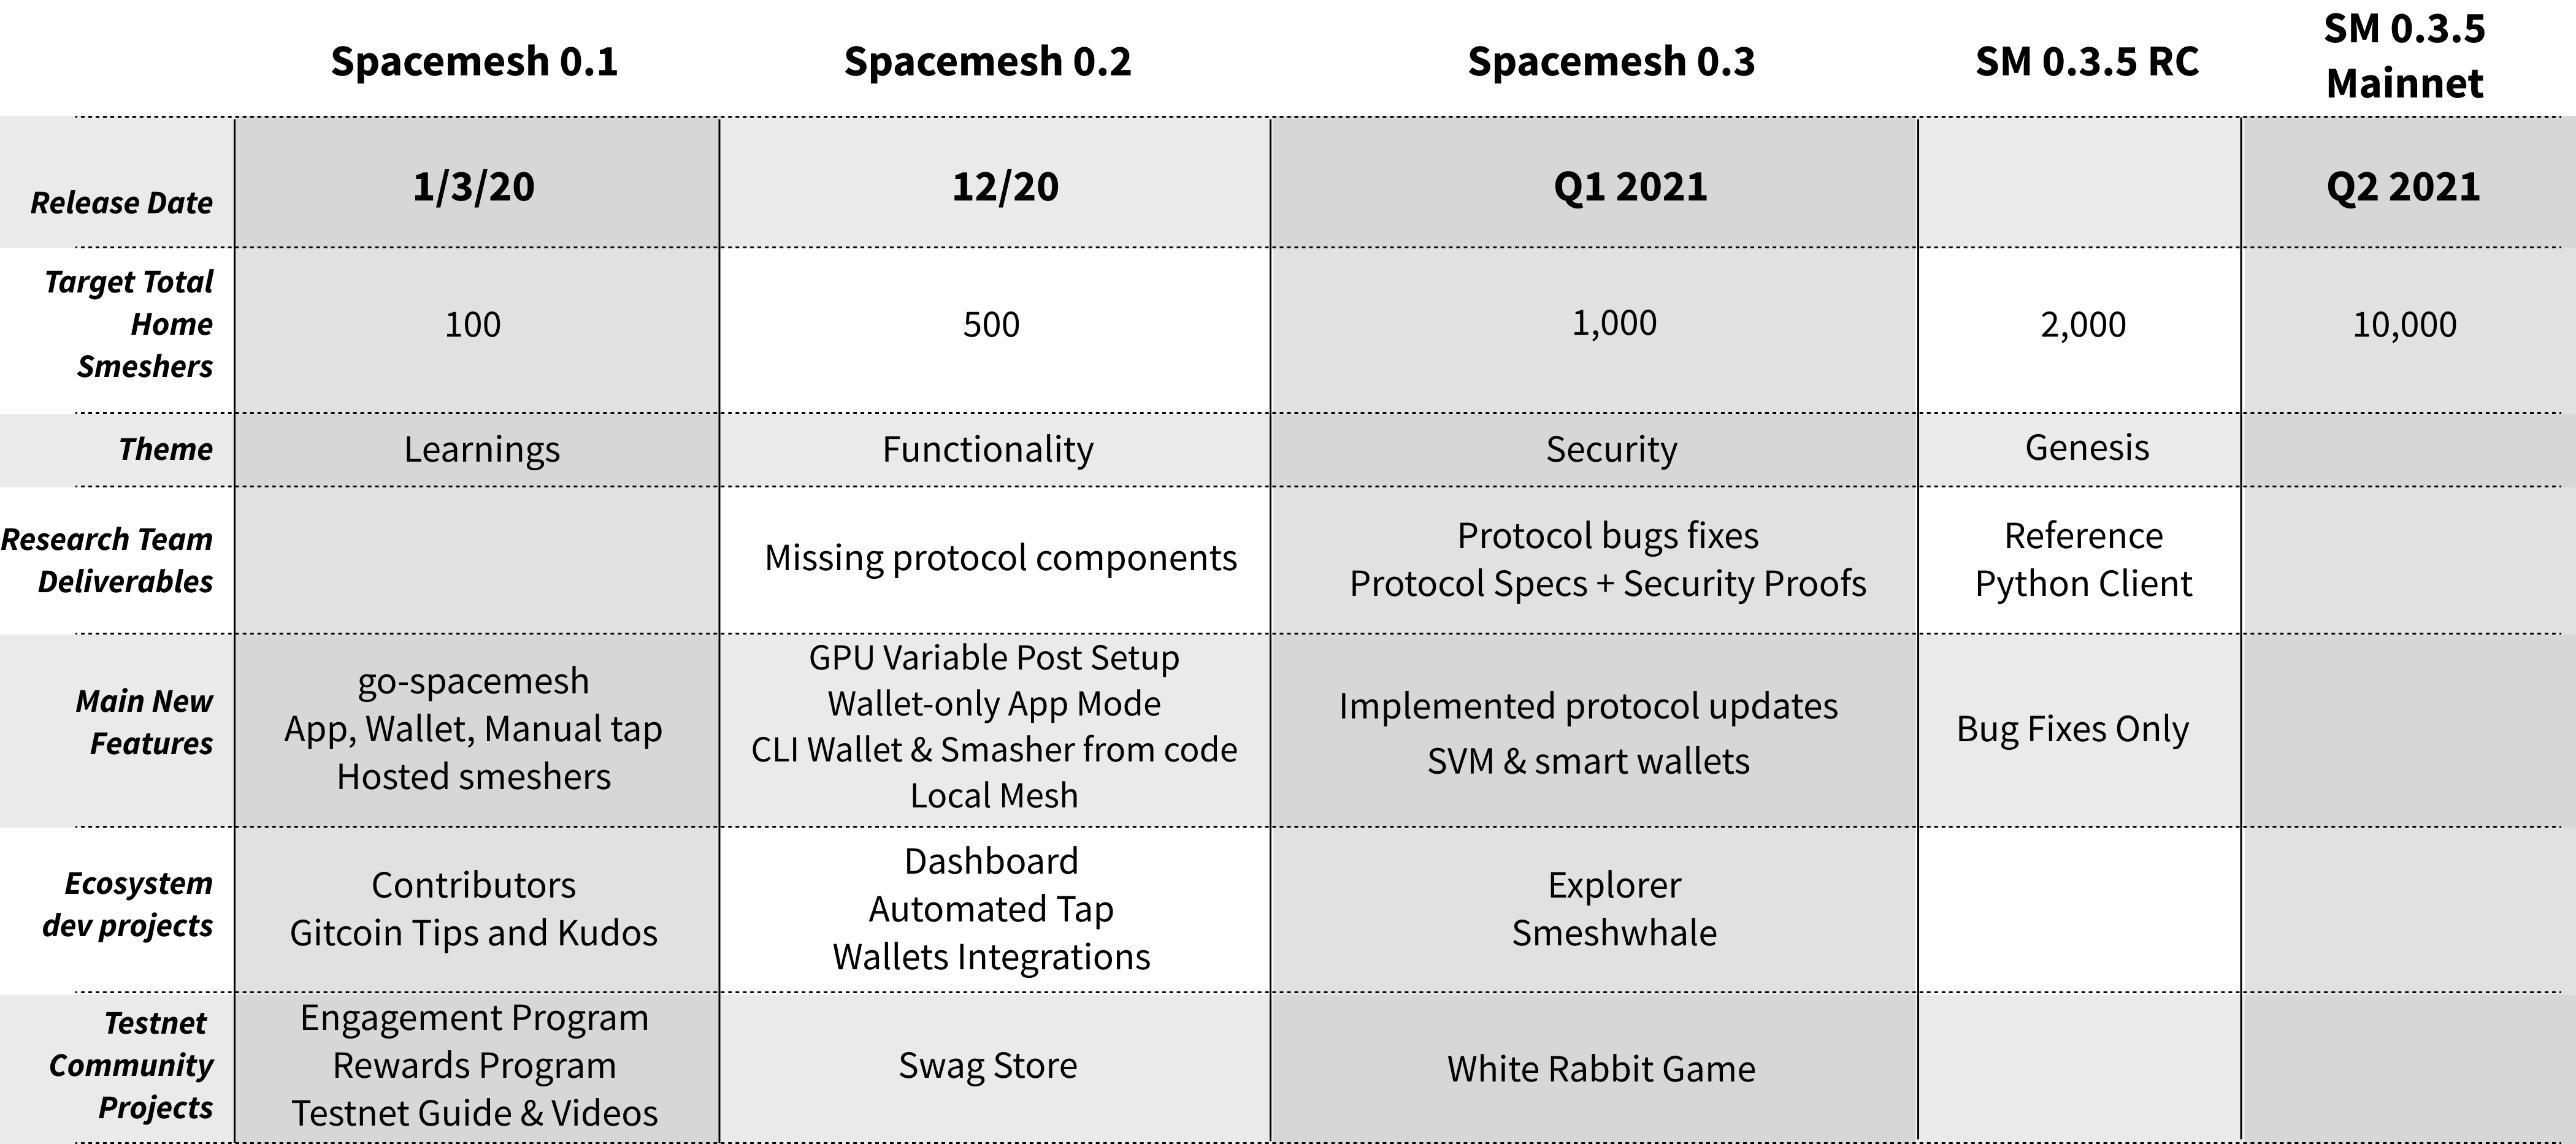 Spacemesh 0.1
Spacemesh 0.2
Spacemesh 0.3
SM 0.3.5 RC
SM 0.3.5
Mainnet
Release Date
1/3/20
12/20
Q1 2021
Q2 2021
Target Total
Home
Smeshers
100
500
1,000
2,000
10,000
Theme
Learnings
Functionality
Security
Genesis
Research Team
Deliverables
Missing protocol components
Protocol bugs fixes
Protocol Specs + Security Proofs
Reference
Python Client
Main New
Features
go-spacemesh
App, Wallet, Manual tap
Hosted smeshers
GPU Variable Post Setup
Wallet-only App Mode
CLI Wallet & Smasher from code
Local Mesh
Implemented protocol updates
SVM & smart wallets
Bug Fixes Only
Ecosystem
dev projects
Contributors
Gitcoin Tips and Kudos
Dashboard
Automated Tap
Wallets Integrations
Explorer
Smeshwhale
Testnet
Community
Projects
Engagement Program
Rewards Program
Testnet Guide & Videos
Swag Store
White Rabbit Game